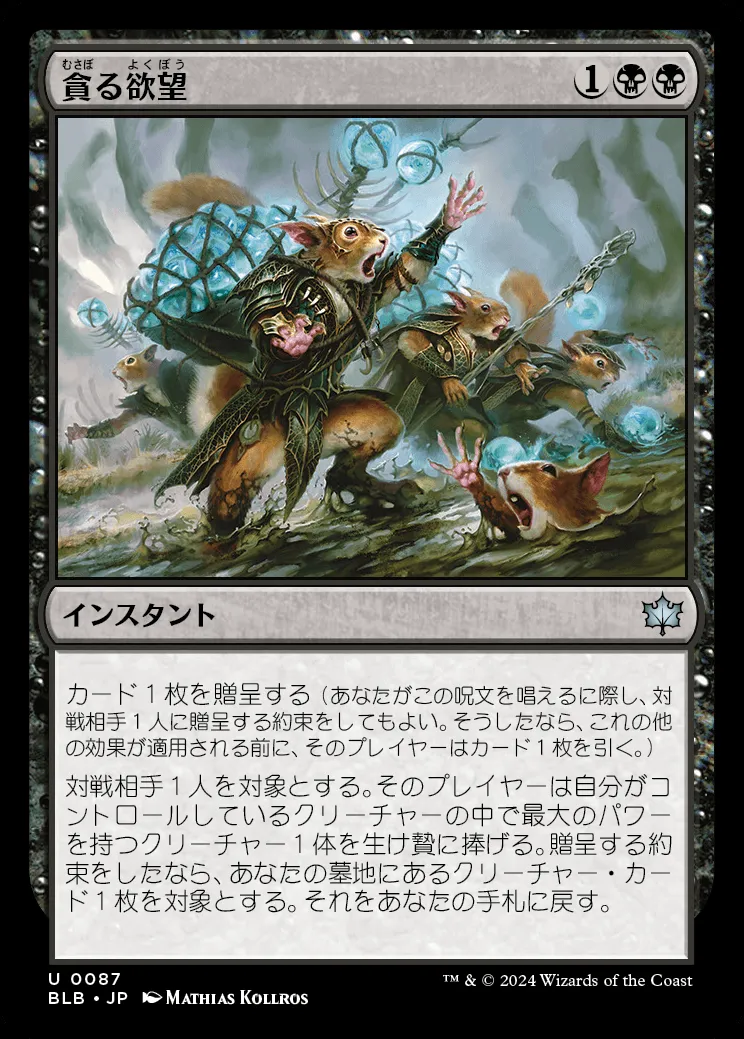 むさぼ よくぼう
貪る欲望 1
インスタント
カード1枚を贈呈する（あなたがこの呪文を唱えるに際し、対
戦相手1人に贈呈する約束をしてもよい。そうしたなら、これの他
の効果が適用される前に、そのプレイヤーはカード1枚を引く。）
対戦相手1人を対象とする。そのプレイヤーは自分がコ
ントロールしているクリーチャーの中で最大のパワー
を持つクリーチャー1体を生け贄に捧げる。贈呈する約
束をしたなら、あなたの墓地にあるクリーチャー・カー
ド1枚を対象とする。それをあなたの手札に戻す。
U 0087
BLB • JP Mathias Kollros
™ & © 2024 Wizards of the Coast